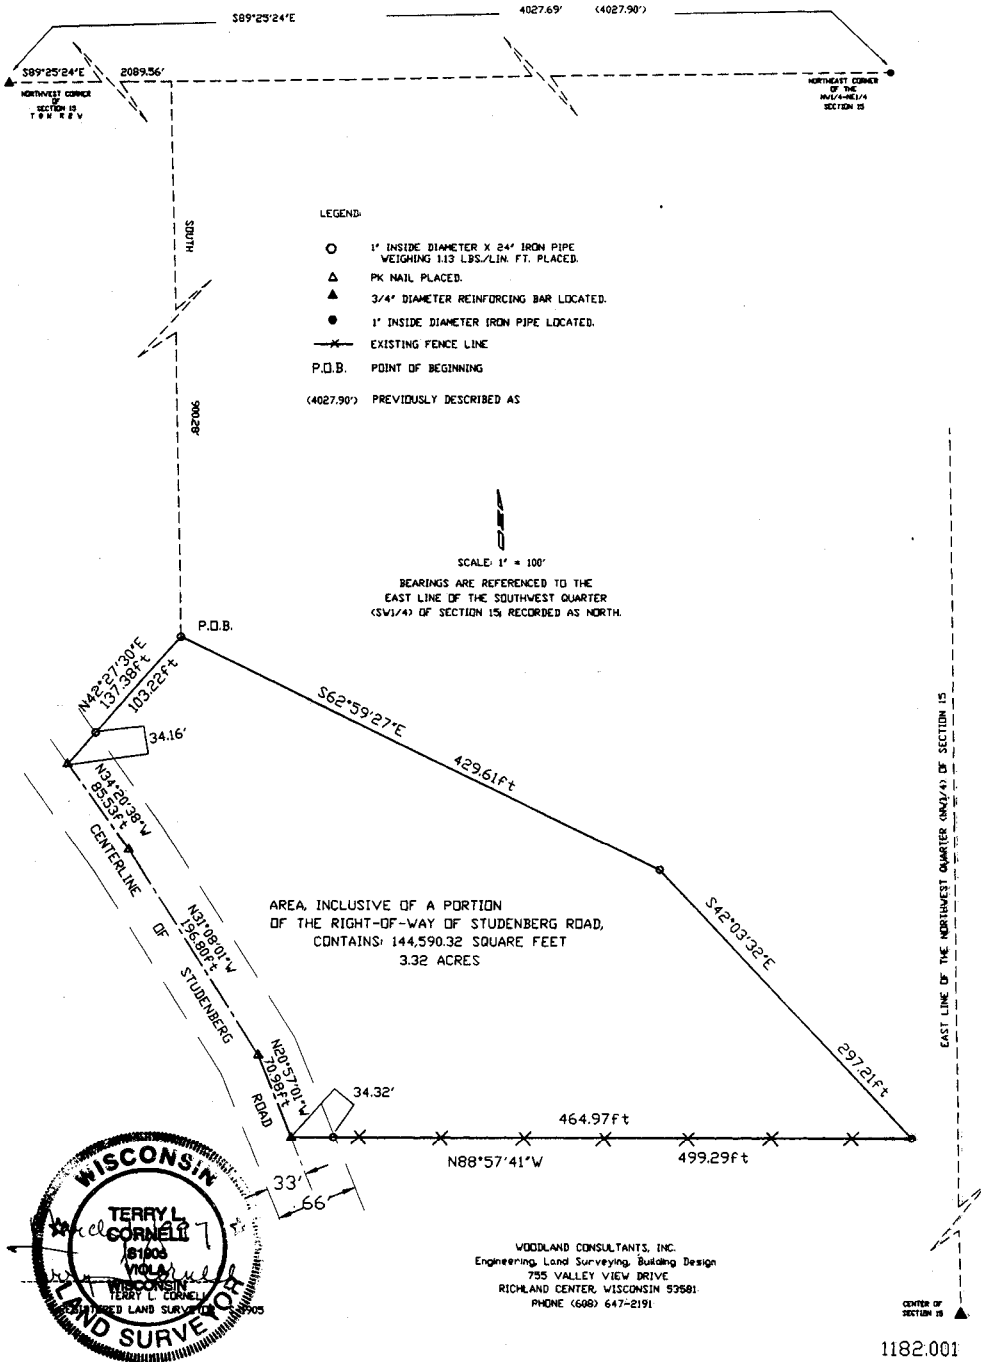 S89°25'24"E
4027.69' (4027.90')
S89°25'24"E 2089.56'
NORTHWEST CORNER
OF
SECTION 15
NORTHEAST CORNER
OF THE
NW1/4-NE1/4
SECTION 15
SOUTH
900.28'
LEGEND:
1" INSIDE DIAMETER X 24" IRON PIPE
WEIGHING 1.13 LBS./LIN. FT. PLACED.
PK NAIL PLACED.
3/4" DIAMETER REINFORCING BAR LOCATED.
1" INSIDE DIAMETER IRON PIPE LOCATED.
EXISTING FENCE LINE
P.O.B. POINT OF BEGINNING
(4027.90') PREVIOUSLY DESCRIBED AS
SCALE: 1" = 100'
BEARINGS ARE REFERENCED TO THE
EAST LINE OF THE SOUTHWEST QUARTER
(SW1/4) OF SECTION 15; RECORDED AS NORTH.
P.O.B.
N42°27'30"E
137.38ft
103.22ft
34.16'
S62°59'27"E
429.61ft
N34°20'38"W
85.53ft
CENTERLINE OF STUDENBERG ROAD
N31°08'01"W
196.80ft
AREA, INCLUSIVE OF A PORTION
OF THE RIGHT-OF-WAY OF STUDENBERG ROAD,
CONTAINS: 144,590.32 SQUARE FEET
3.32 ACRES
S42°03'32"E
297.21ft
EAST LINE OF THE NORTHWEST QUARTER (NW1/4) OF SECTION 15
N20°57'01"W
70.98ft
34.32'
464.97ft
N88°57'41"W 499.29ft
33'
66'
WISCONSIN
TERRY L.
CORNELL
S1905
VIOLA
WISCONSIN
TERRY L. CORNELL
REGISTERED LAND SURVEYOR S-1905
LAND SURVEYOR
WOODLAND CONSULTANTS, INC.
Engineering, Land Surveying, Building Design
755 VALLEY VIEW DRIVE
RICHLAND CENTER, WISCONSIN 53581
PHONE (608) 647-2191
CENTER OF
SECTION 15
1182.001